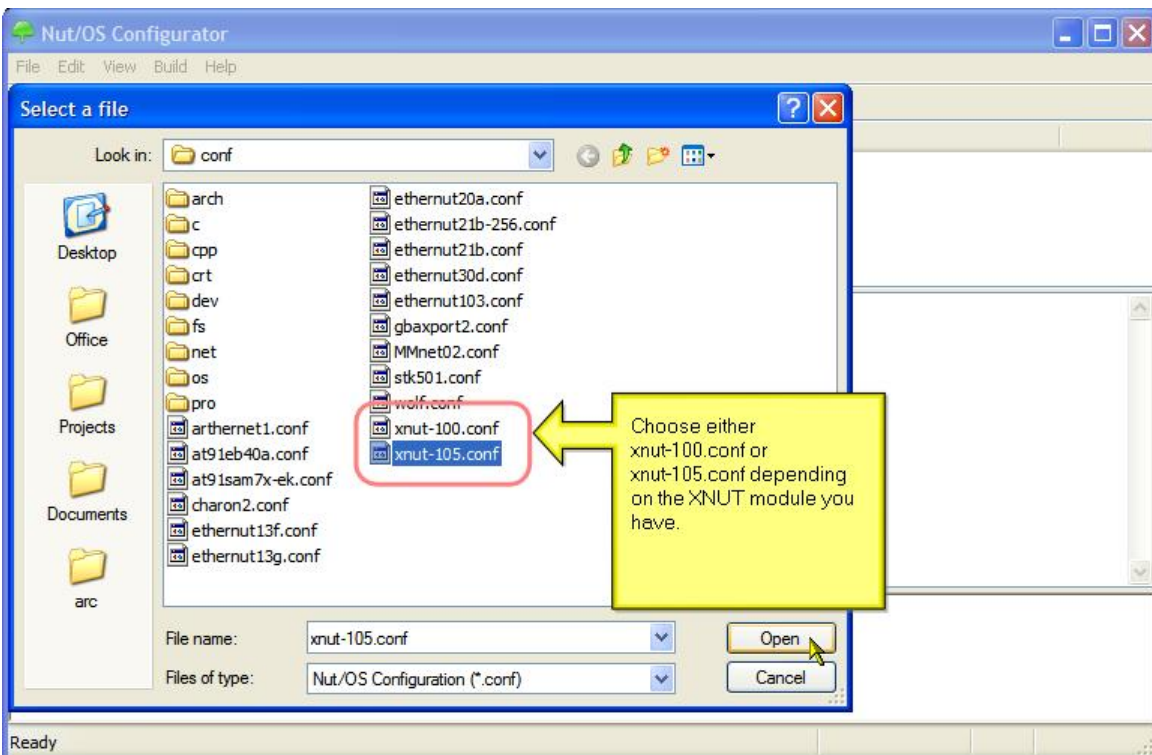 Nut/OS Configurator
File Edit View Build Help
Select a file
Look in: conf
Desktop
Office
Projects
Documents
arc
arch
c
cpp
crt
dev
fs
net
os
pro
arthernet1.conf
at91eb40a.conf
at91sam7x-ek.conf
charon2.conf
ethernut13f.conf
ethernut13g.conf
ethernut20a.conf
ethernut21b-256.conf
ethernut21b.conf
ethernut30d.conf
ethernut103.conf
gbaxport2.conf
MMnet02.conf
stk501.conf
wolf.conf
xnut-100.conf
xnut-105.conf
Choose either
xnut-100.conf or
xnut-105.conf depending
on the XNUT module you
have.
File name: xnut-105.conf Open
Files of type: Nut/OS Configuration (*.conf) Cancel
Ready